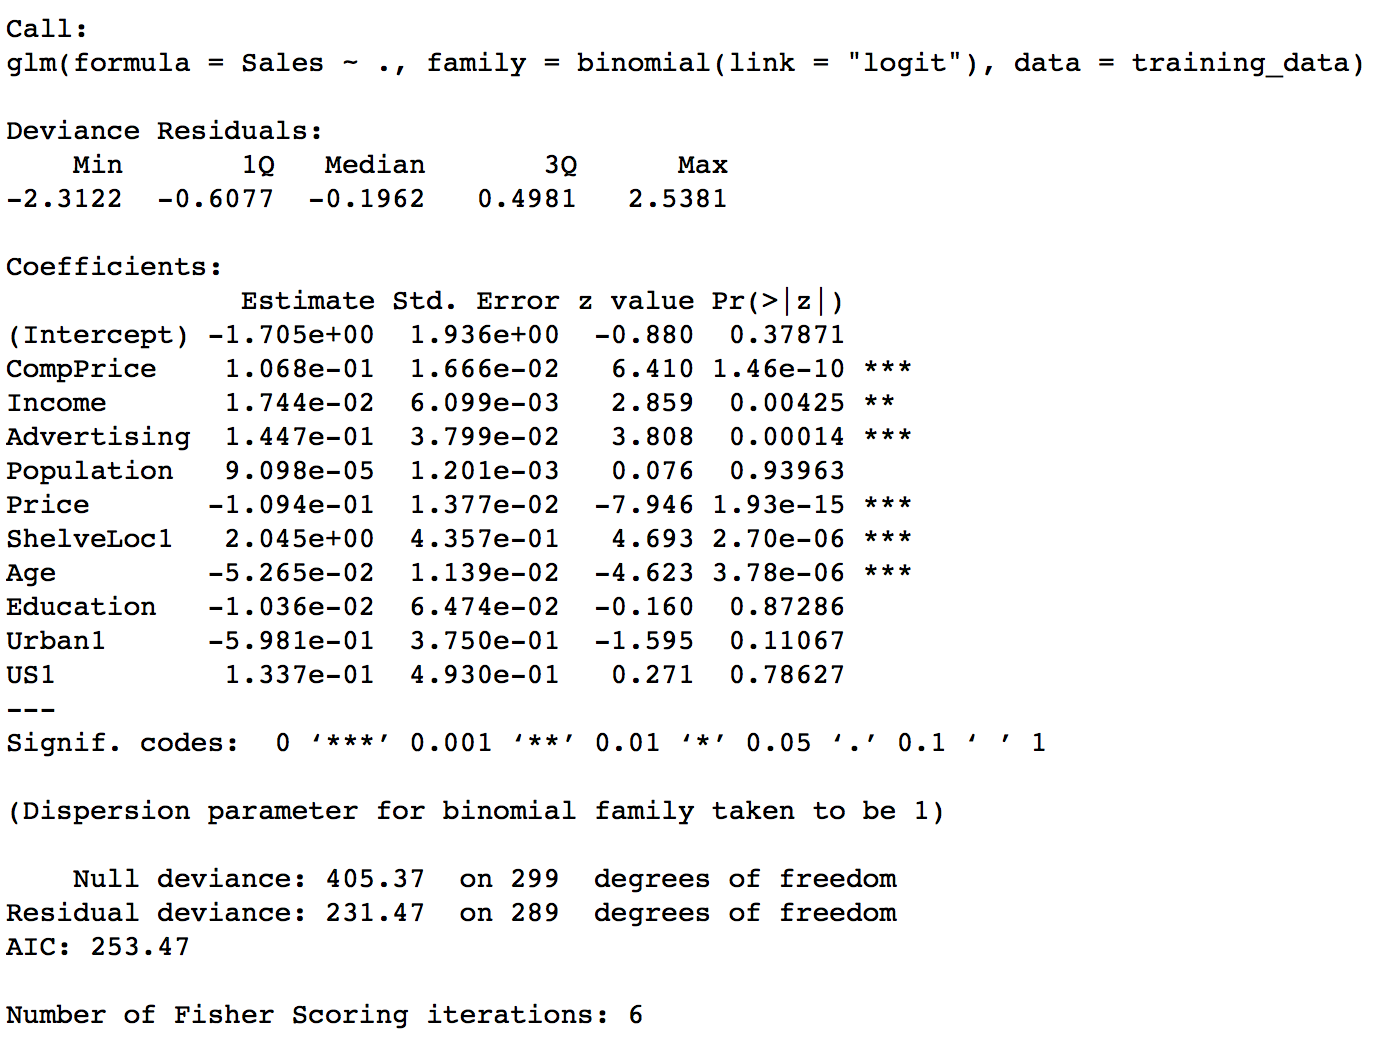 Call:
glm(formula = Sales ~ ., family = binomial(link = "logit"), data = training_data)
Deviance Residuals:
Min 1Q Median 3Q Max
-2.3122 -0.6077 -0.1962 0.4981 2.5381
Coefficients:
Estimate Std. Error z value Pr(>|z|)
(Intercept) -1.705e+00 1.936e+00 -0.880 0.37871
CompPrice 1.068e-01 1.666e-02 6.410 1.46e-10 ***
Income 1.744e-02 6.099e-03 2.859 0.00425 **
Advertising 1.447e-01 3.799e-02 3.808 0.00014 ***
Population 9.098e-05 1.201e-03 0.076 0.93963
Price -1.094e-01 1.377e-02 -7.946 1.93e-15 ***
ShelveLoc1 2.045e+00 4.357e-01 4.693 2.70e-06 ***
Age -5.265e-02 1.139e-02 -4.623 3.78e-06 ***
Education -1.036e-02 6.474e-02 -0.160 0.87286
Urban1 -5.981e-01 3.750e-01 -1.595 0.11067
US1 1.337e-01 4.930e-01 0.271 0.78627
---
Signif. codes: 0 ‘***’ 0.001 ‘**’ 0.01 ‘*’ 0.05 ‘.’ 0.1 ‘ ’ 1
(Dispersion parameter for binomial family taken to be 1)
Null deviance: 405.37 on 299 degrees of freedom
Residual deviance: 231.47 on 289 degrees of freedom
AIC: 253.47
Number of Fisher Scoring iterations: 6